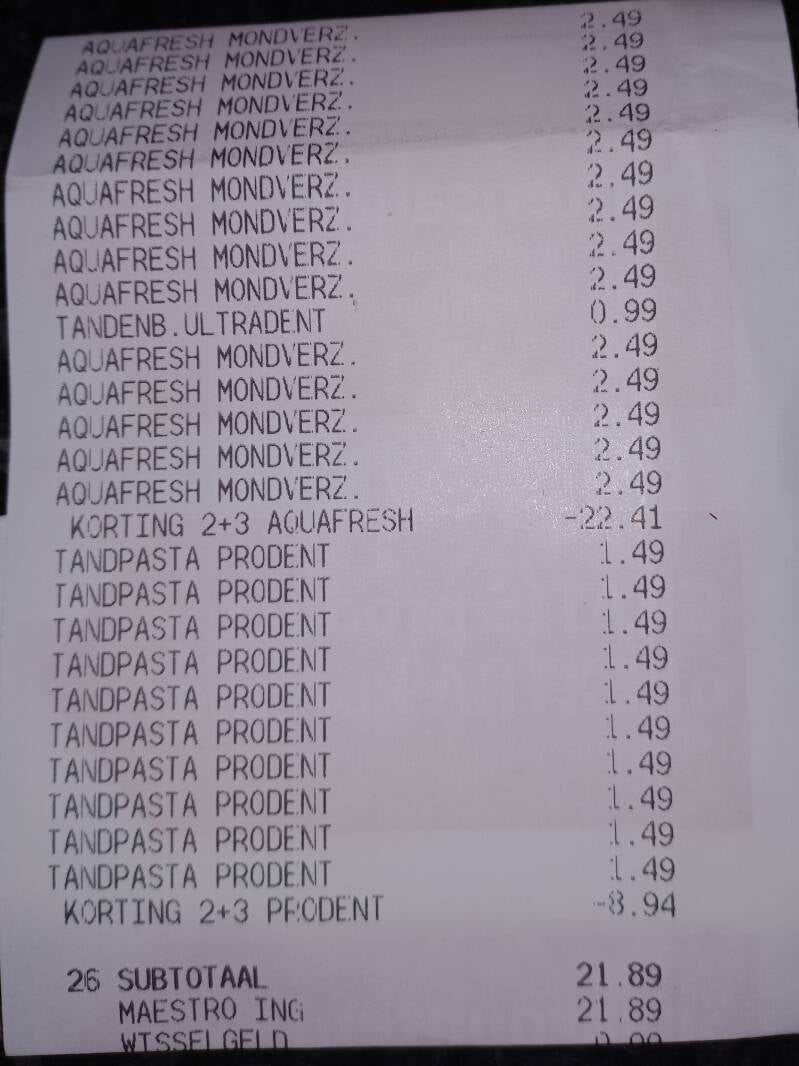 AQUAFRESH MONDVERZ. 2.49
AQUAFRESH MONDVERZ. 2.49
AQUAFRESH MONDVERZ. 2.49
AQUAFRESH MONDVERZ. 2.49
AQUAFRESH MONDVERZ. 2.49
AQUAFRESH MONDVERZ. 2.49
AQUAFRESH MONDVERZ. 2.49
AQUAFRESH MONDVERZ. 2.49
AQUAFRESH MONDVERZ. 2.49
AQUAFRESH MONDVERZ. 2.49
TANDENB.ULTRADENT 0.99
AQUAFRESH MONDVERZ. 2.49
AQUAFRESH MONDVERZ. 2.49
AQUAFRESH MONDVERZ. 2.49
AQUAFRESH MONDVERZ. 2.49
AQUAFRESH MONDVERZ. 2.49
KORTING 2+3 AQUAFRESH -22.41
TANDPASTA PRODENT 1.49
TANDPASTA PRODENT 1.49
TANDPASTA PRODENT 1.49
TANDPASTA PRODENT 1.49
TANDPASTA PRODENT 1.49
TANDPASTA PRODENT 1.49
TANDPASTA PRODENT 1.49
TANDPASTA PRODENT 1.49
TANDPASTA PRODENT 1.49
TANDPASTA PRODENT 1.49
KORTING 2+3 PRODENT -8.94
26 SUBTOTAAL 21.89
MAESTRO ING 21.89
WISSELGELD 0.00